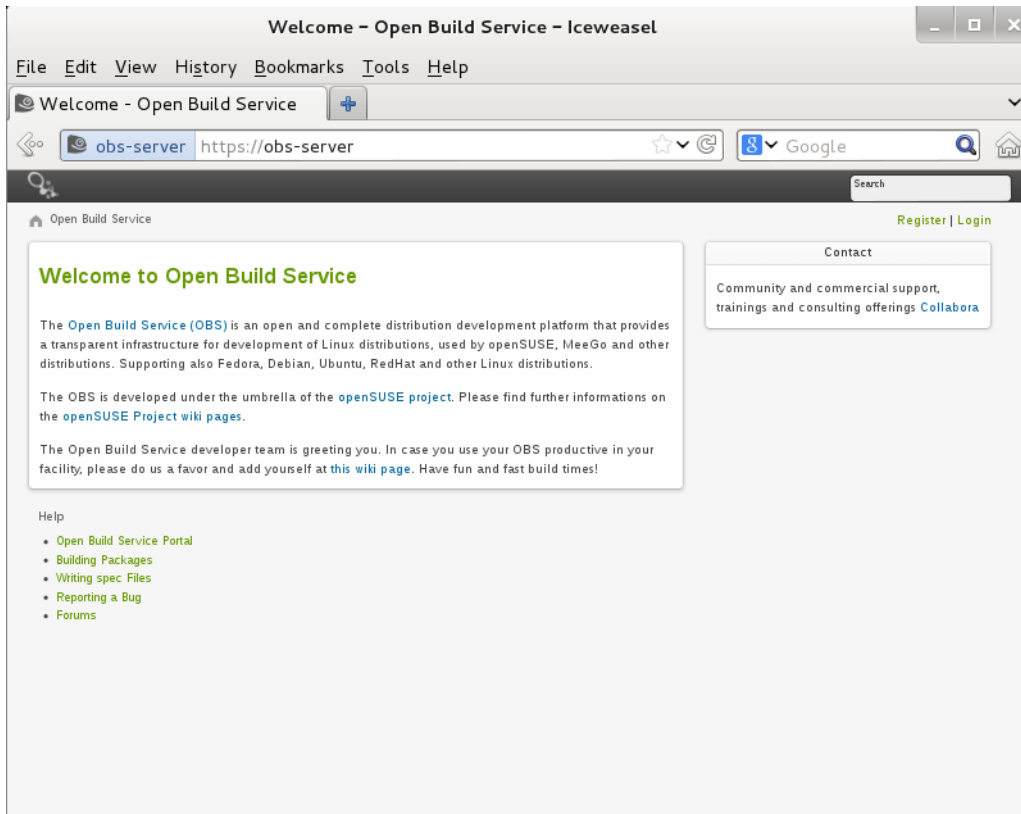 Welcome – Open Build Service – Iceweasel
File Edit View History Bookmarks Tools Help
Welcome - Open Build Service
obs-server https://obs-server
Google
Search
Open Build Service
Register | Login
Welcome to Open Build Service
The Open Build Service (OBS) is an open and complete distribution development platform that provides
a transparent infrastructure for development of Linux distributions, used by openSUSE, MeeGo and other
distributions. Supporting also Fedora, Debian, Ubuntu, RedHat and other Linux distributions.
The OBS is developed under the umbrella of the openSUSE project. Please find further informations on
the openSUSE Project wiki pages.
The Open Build Service developer team is greeting you. In case you use your OBS productive in your
facility, please do us a favor and add yourself at this wiki page. Have fun and fast build times!
Contact
Community and commercial support,
trainings and consulting offerings Collabora
Help
Open Build Service Portal
Building Packages
Writing spec Files
Reporting a Bug
Forums